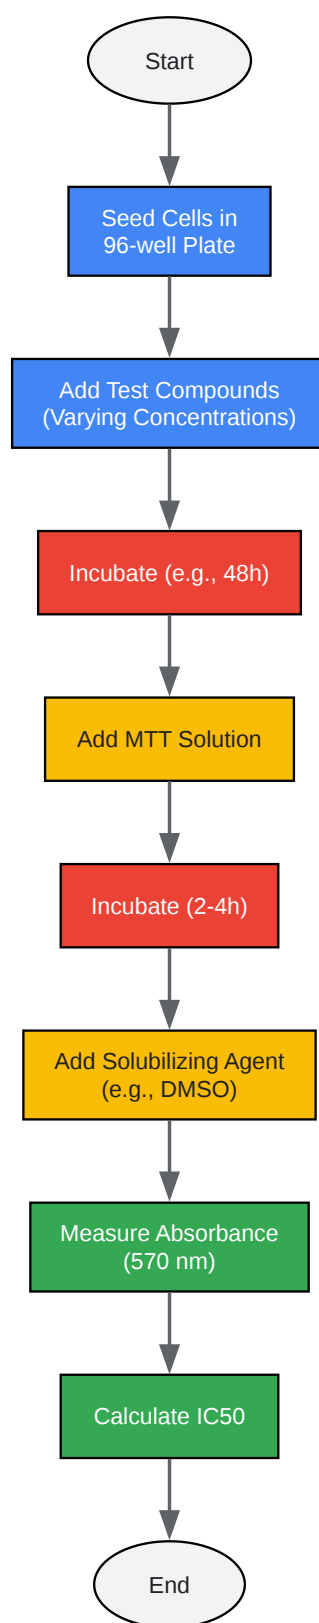 Start
Seed Cells in
96-well Plate
Add Test Compounds
(Varying Concentrations)
Incubate (e.g., 48h)
Add MTT Solution
Incubate (2-4h)
Add Solubilizing Agent
(e.g., DMSO)
Measure Absorbance
(570 nm)
Calculate IC50
End